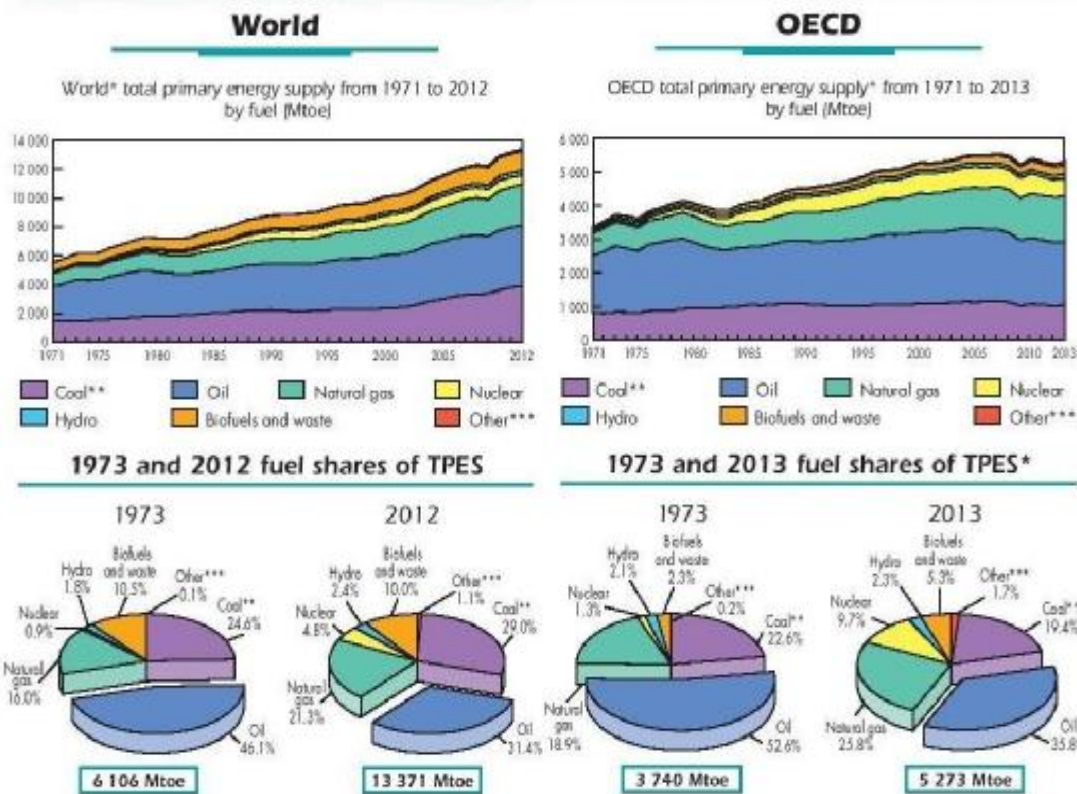 World
World* total primary energy supply from 1971 to 2012
by fuel (Mtoe)
14 000
12 000
10 000
8 000
6 000
4 000
2 000
0
1971 1975 1980 1985 1990 1995 2000 2005 2012
Coal** Oil Natural gas Nuclear
Hydro Biofuels and waste Other***
OECD
OECD total primary energy supply* from 1971 to 2013
by fuel (Mtoe)
6 000
5 000
4 000
3 000
2 000
1 000
0
1971 1975 1980 1985 1990 1995 2000 2005 2010 2013
Coal** Oil Natural gas Nuclear
Hydro Biofuels and waste Other***
1973 and 2012 fuel shares of TPES
1973
Hydro
1.8%
Biofuels
and waste
10.5%
Other***
0.1%
Coal**
24.6%
Nuclear
0.9%
Natural
gas
16.0%
Oil
46.1%
6 106 Mtoe
2012
Hydro
2.4%
Biofuels
and waste
10.0%
Other***
1.1%
Coal**
29.0%
Nuclear
4.8%
Natural
gas
21.3%
Oil
31.4%
13 371 Mtoe
1973 and 2013 fuel shares of TPES*
1973
Hydro
2.1%
Biofuels
and waste
2.3%
Other***
0.2%
Coal**
22.6%
Nuclear
1.3%
Natural
gas
18.9%
Oil
52.6%
3 740 Mtoe
2013
Hydro
2.3%
Biofuels
and waste
5.3%
Other***
1.7%
Coal**
19.4%
Nuclear
9.7%
Natural gas
25.8%
Oil
35.8%
5 273 Mtoe